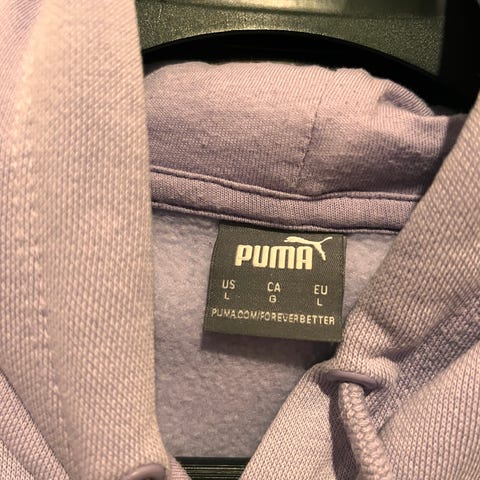 PUMA
US CA EU
L G L
PUMA.COM/FOREVERBETTER